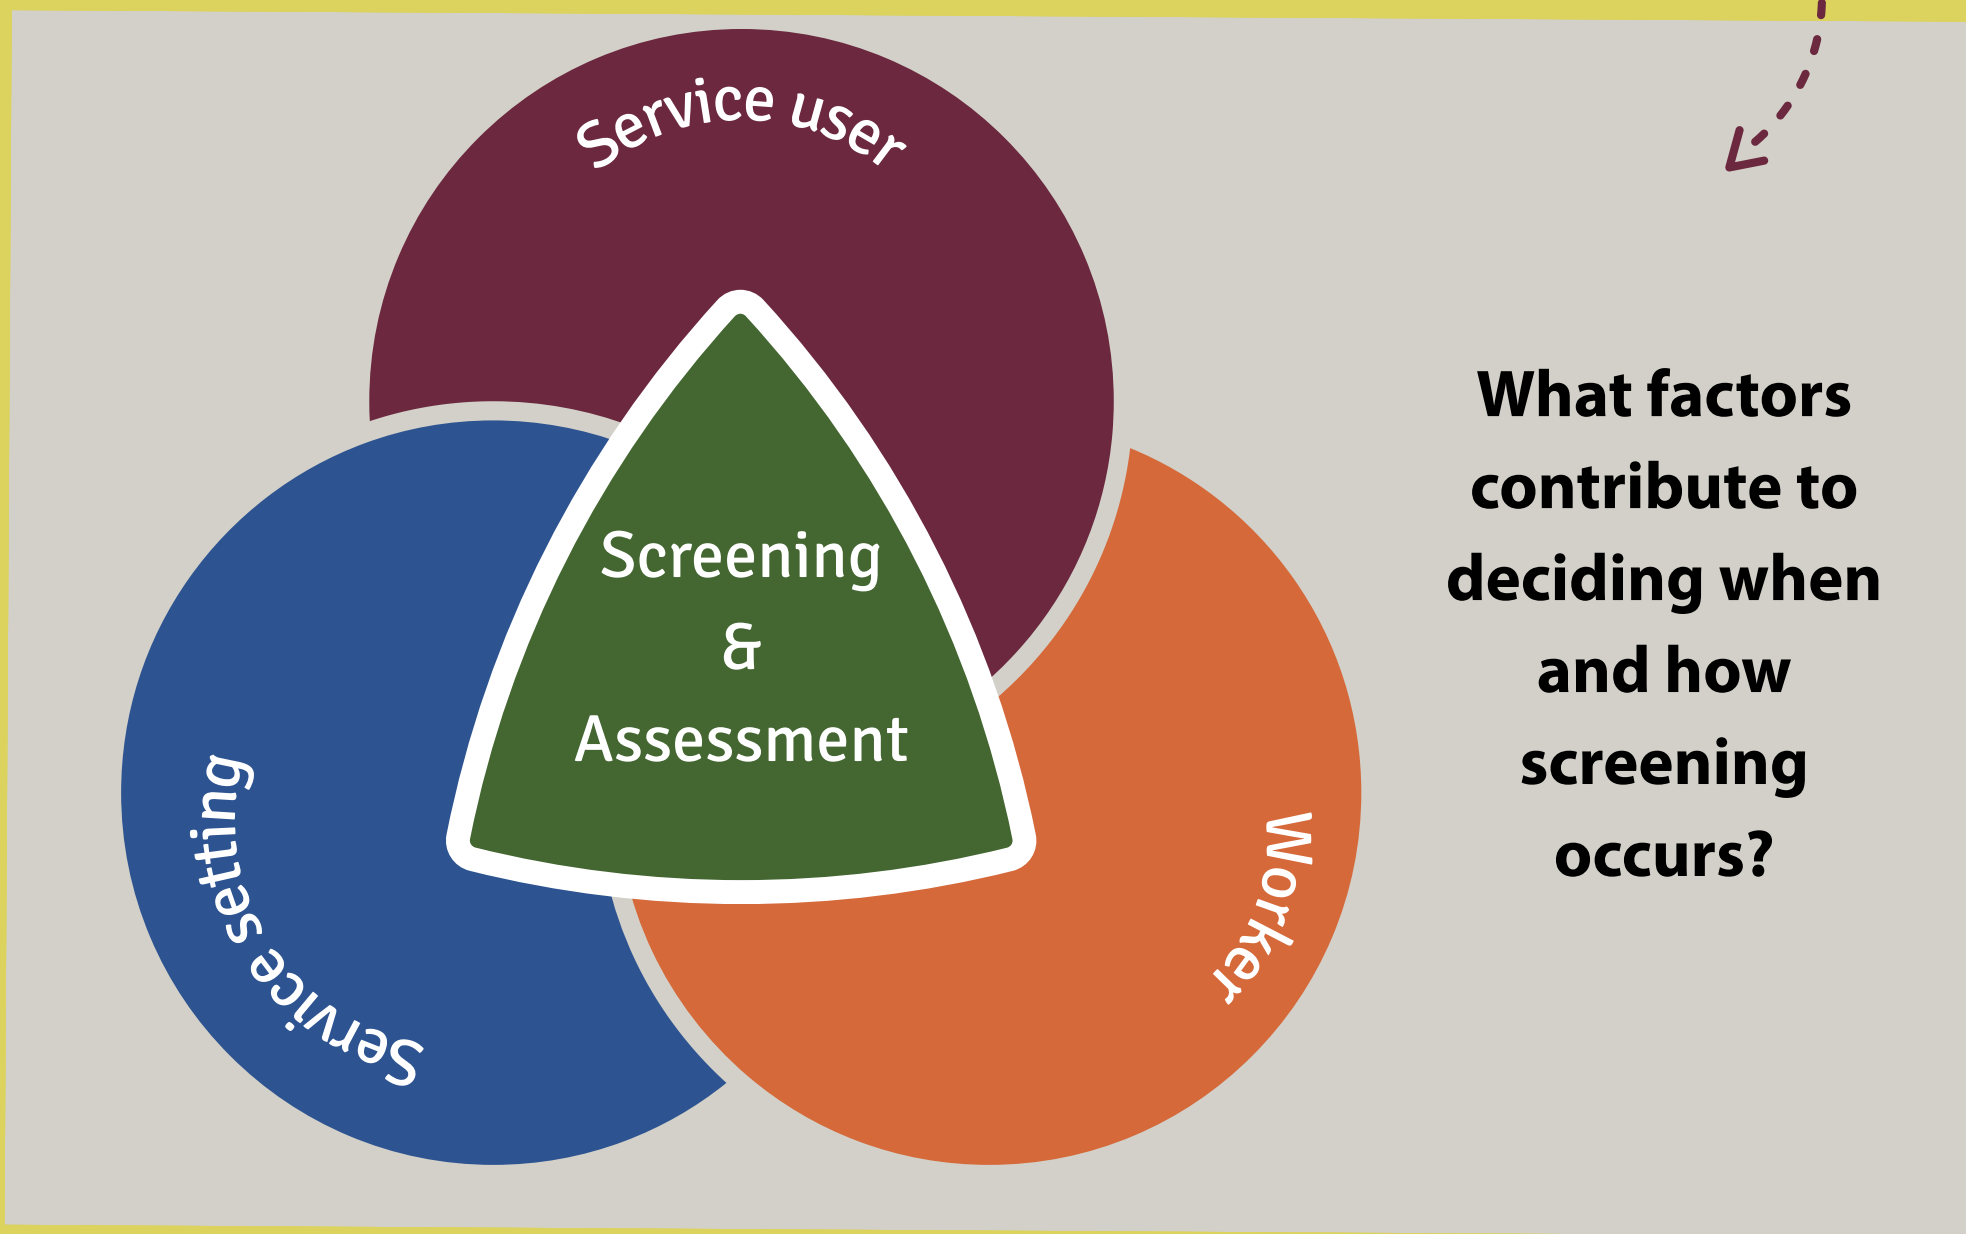 Service user
Screening
&
Assessment
Service setting
Worker
What factors
contribute to
deciding when
and how
screening
occurs?